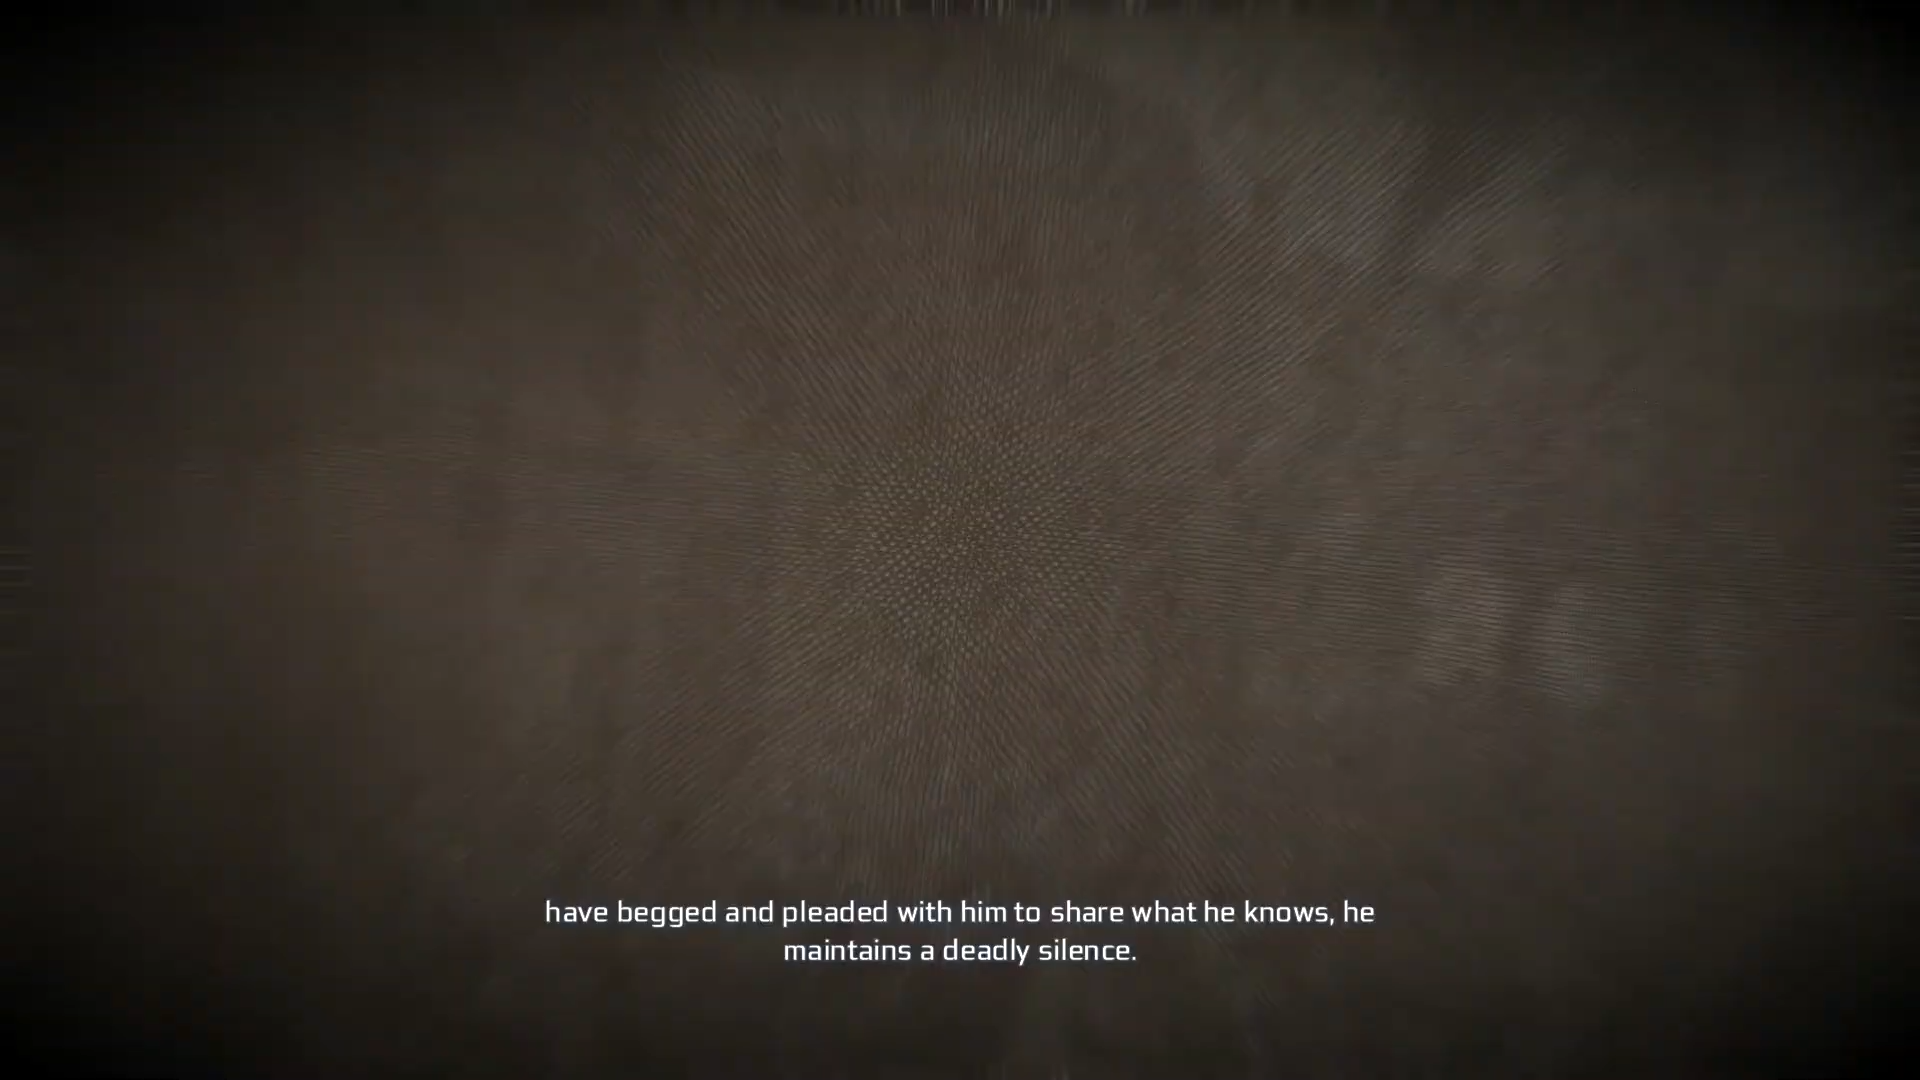 have begged and pleaded with him to share what he knows, he
maintains a deadly silence.